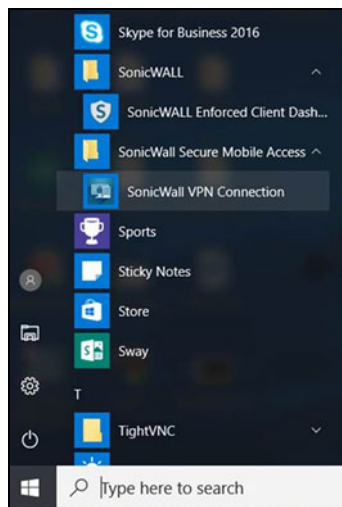 Skype for Business 2016
SonicWALL
SonicWALL Enforced Client Dash...
SonicWall Secure Mobile Access
SonicWall VPN Connection
Sports
Sticky Notes
Store
Sway
T
TightVNC
Type here to search